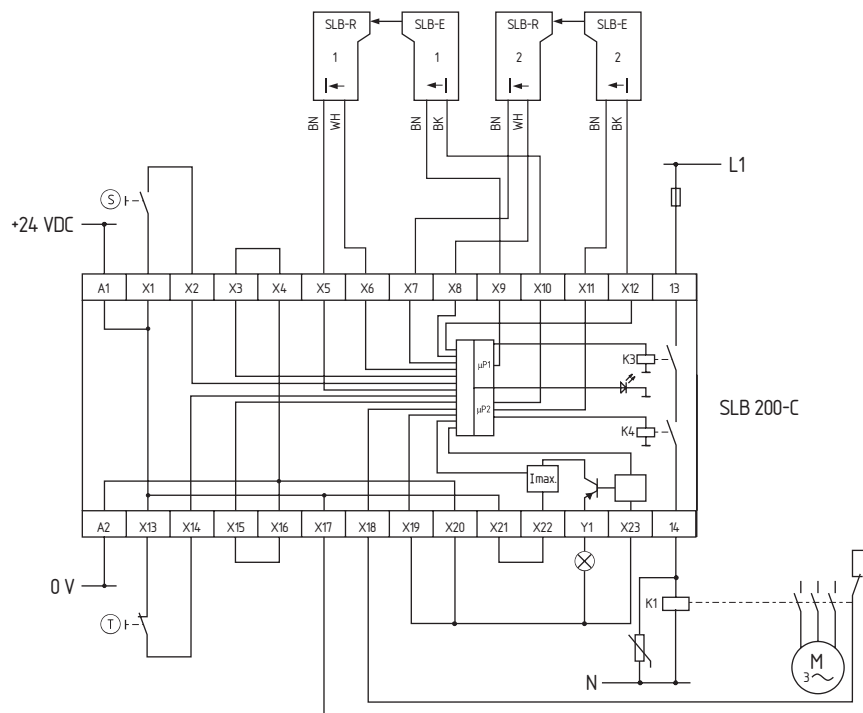 SLB-R SLB-E SLB-R SLB-E
1 1 2 2
BN WH BN BK BN WH BN BK
L1
S
+24 VDC
A1 X1 X2 X3 X4 X5 X6 X7 X8 X9 X10 X11 X12 13
µP1 K3
SLB 200-C
µP2 K4
Imax.
A2 X13 X14 X15 X16 X17 X18 X19 X20 X21 X22 Y1 X23 14
0 V
K1
T
M
3
N